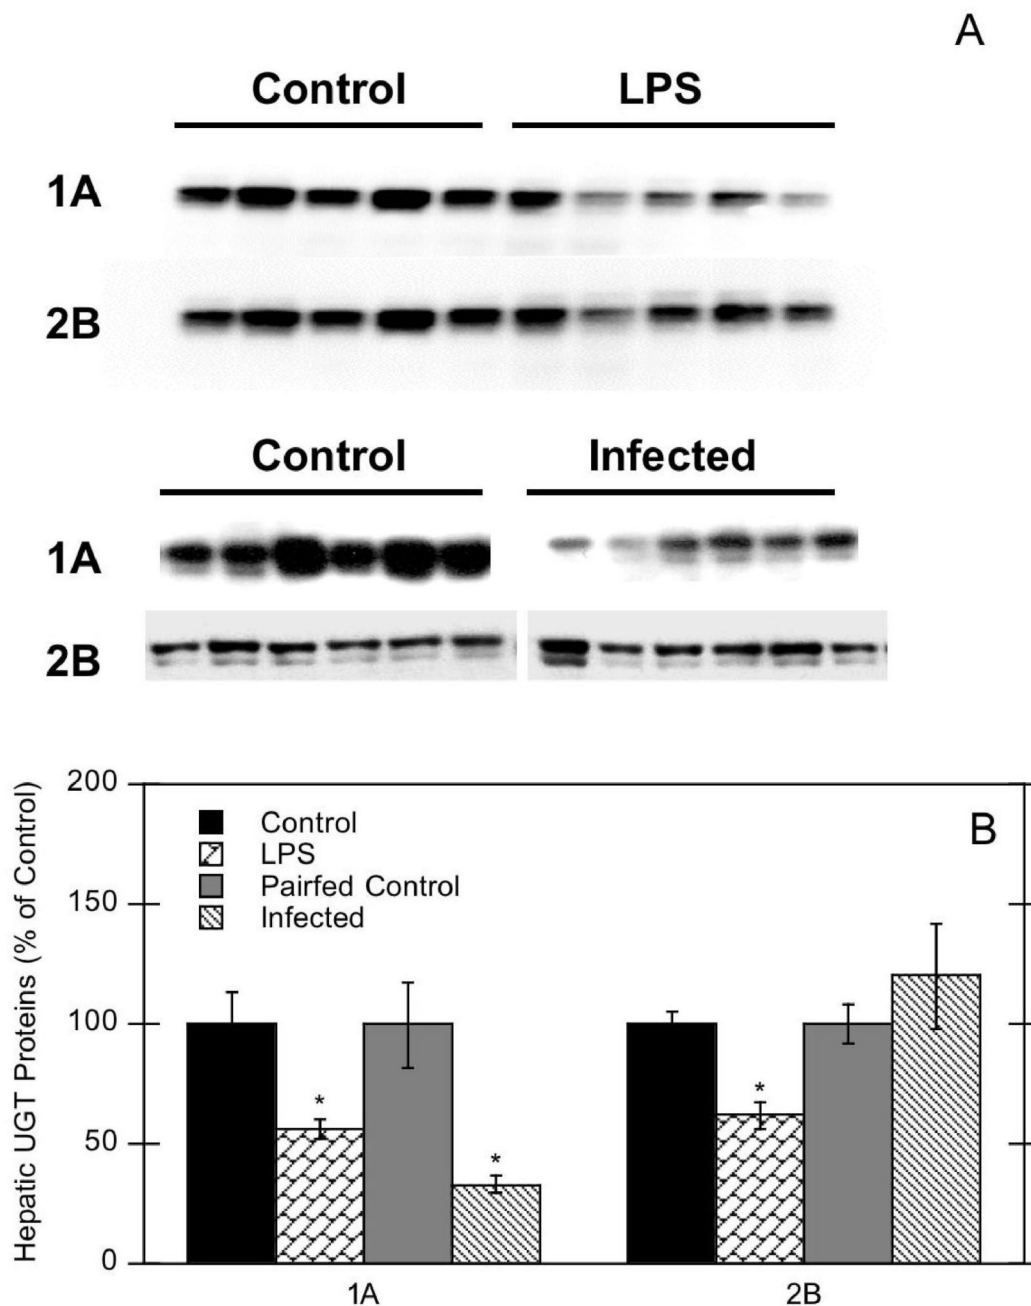 A
Control LPS
1A
2B
Control Infected
1A
2B
Hepatic UGT Proteins (% of Control)
200
150
100
50
0
B
Control
LPS
Pairfed Control
Infected
*
*
*
1A 2B